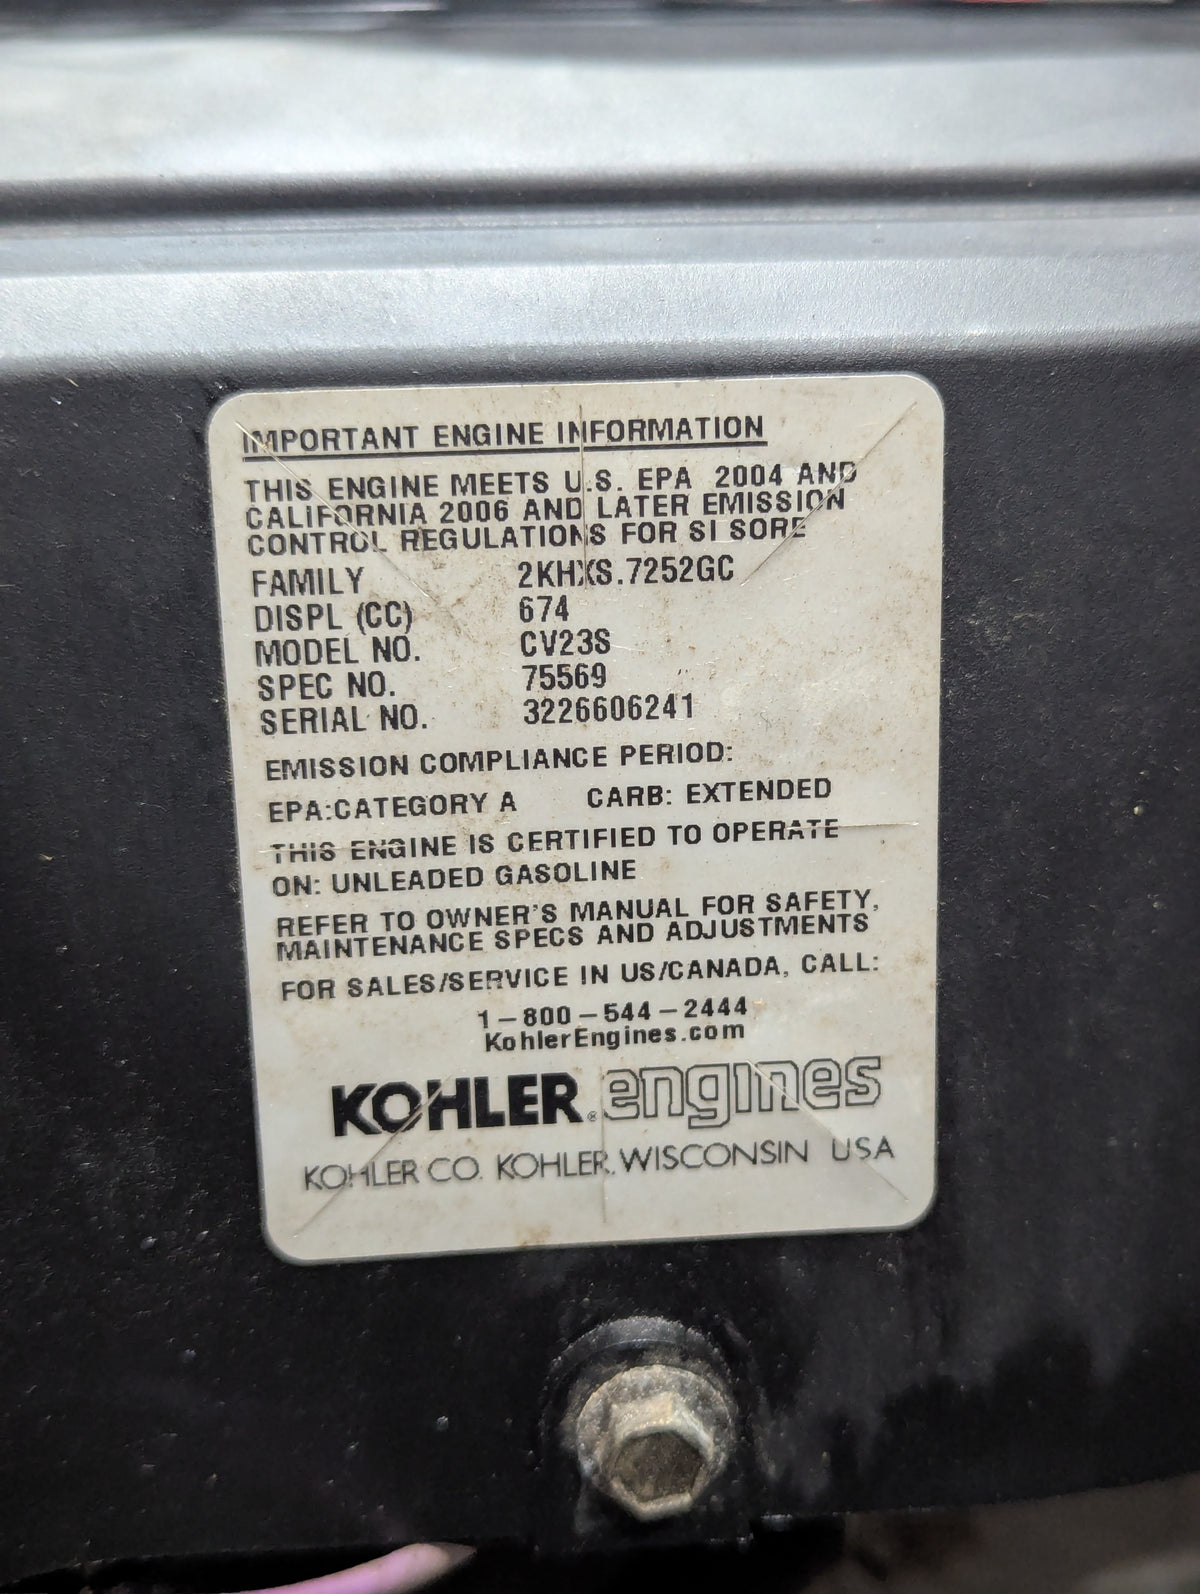 IMPORTANT ENGINE INFORMATION
THIS ENGINE MEETS U.S. EPA 2004 AND
CALIFORNIA 2006 AND LATER EMISSION
CONTROL REGULATIONS FOR SI SORE
FAMILY 2KHXS.7252GC
DISPL (CC) 674
MODEL NO. CV23S
SPEC NO. 75569
SERIAL NO. 3226606241
EMISSION COMPLIANCE PERIOD:
EPA:CATEGORY A CARB: EXTENDED
THIS ENGINE IS CERTIFIED TO OPERATE
ON: UNLEADED GASOLINE
REFER TO OWNER'S MANUAL FOR SAFETY,
MAINTENANCE SPECS AND ADJUSTMENTS
FOR SALES/SERVICE IN US/CANADA, CALL:
1-800-544-2444
KohlerEngines.com
KOHLER® engines
KOHLER CO. KOHLER, WISCONSIN USA